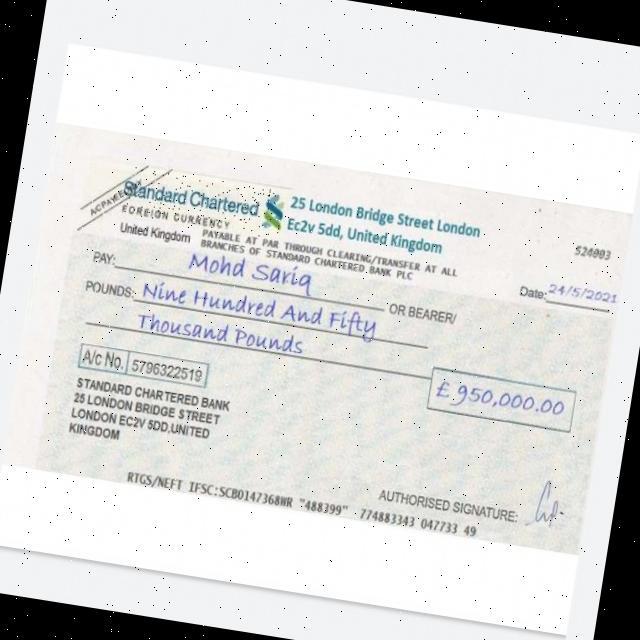 A/C PAYEE
Standard Chartered
FOREIGN CURRENCY
United Kingdom
25 London Bridge Street London
Ec2v 5dd, United Kingdom
PAYABLE AT PAR THROUGH CLEARING/TRANSFER AT ALL
BRANCHES OF STANDARD CHARTERED BANK PLC
524003
Date: 24/5/2021
PAY: Mohd Sariq OR BEARER/
POUNDS: Nine Hundred And Fifty
Thousand Pounds
£ 950,000.00
A/c No. 5796322519
STANDARD CHARTERED BANK
25 LONDON BRIDGE STREET
LONDON EC2V 5DD.UNITED
KINGDOM
AUTHORISED SIGNATURE:
RTGS/NEFT IFSC:SCB0147368WR "488399" 774883343 047733 49